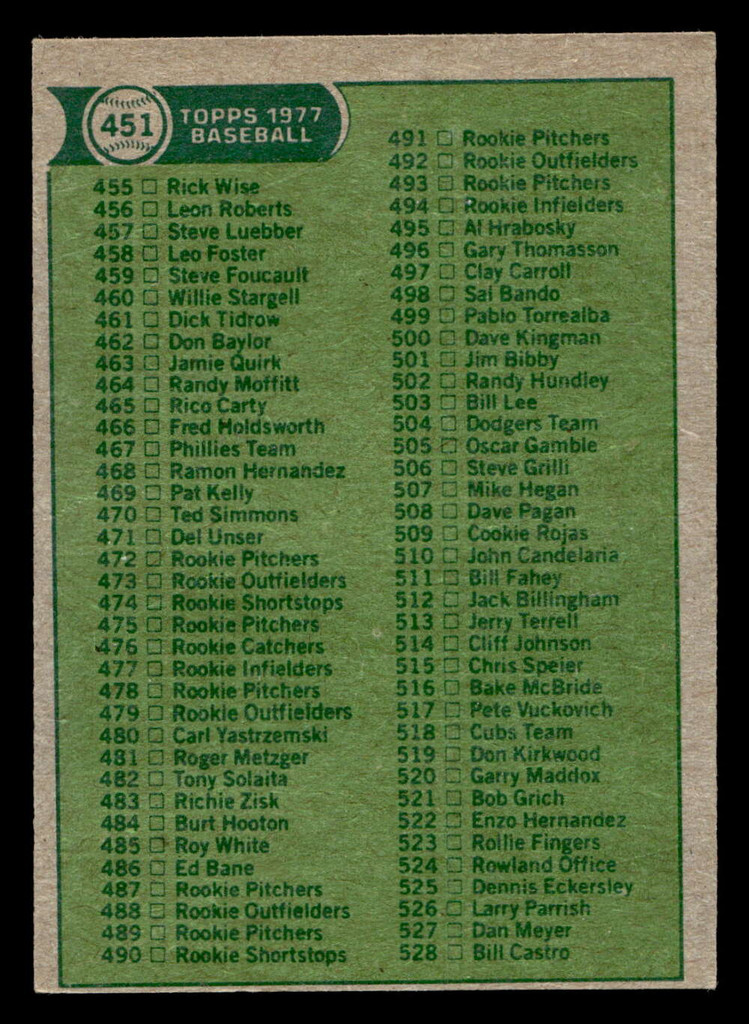 451
TOPPS 1977
BASEBALL
455 Rick Wise
456 Leon Roberts
457 Steve Luebber
458 Leo Foster
459 Steve Foucault
460 Willie Stargell
461 Dick Tidrow
462 Don Baylor
463 Jamie Quirk
464 Randy Moffitt
465 Rico Carty
466 Fred Holdsworth
467 Phillies Team
468 Ramon Hernandez
469 Pat Kelly
470 Ted Simmons
471 Del Unser
472 Rookie Pitchers
473 Rookie Outfielders
474 Rookie Shortstops
475 Rookie Pitchers
476 Rookie Catchers
477 Rookie Infielders
478 Rookie Pitchers
479 Rookie Outfielders
480 Carl Yastrzemski
481 Roger Metzger
482 Tony Solaita
483 Richie Zisk
484 Burt Hooton
485 Roy White
486 Ed Bane
487 Rookie Pitchers
488 Rookie Outfielders
489 Rookie Pitchers
490 Rookie Shortstops
491 Rookie Pitchers
492 Rookie Outfielders
493 Rookie Pitchers
494 Rookie Infielders
495 Al Hrabosky
496 Gary Thomasson
497 Clay Carroll
498 Sal Bando
499 Pablo Torrealba
500 Dave Kingman
501 Jim Bibby
502 Randy Hundley
503 Bill Lee
504 Dodgers Team
505 Oscar Gamble
506 Steve Grilli
507 Mike Hegan
508 Dave Pagan
509 Cookie Rojas
510 John Candelaria
511 Bill Fahey
512 Jack Billingham
513 Jerry Terrell
514 Cliff Johnson
515 Chris Speier
516 Bake McBride
517 Pete Vuckovich
518 Cubs Team
519 Don Kirkwood
520 Garry Maddox
521 Bob Grich
522 Enzo Hernandez
523 Rollie Fingers
524 Rowland Office
525 Dennis Eckersley
526 Larry Parrish
527 Dan Meyer
528 Bill Castro